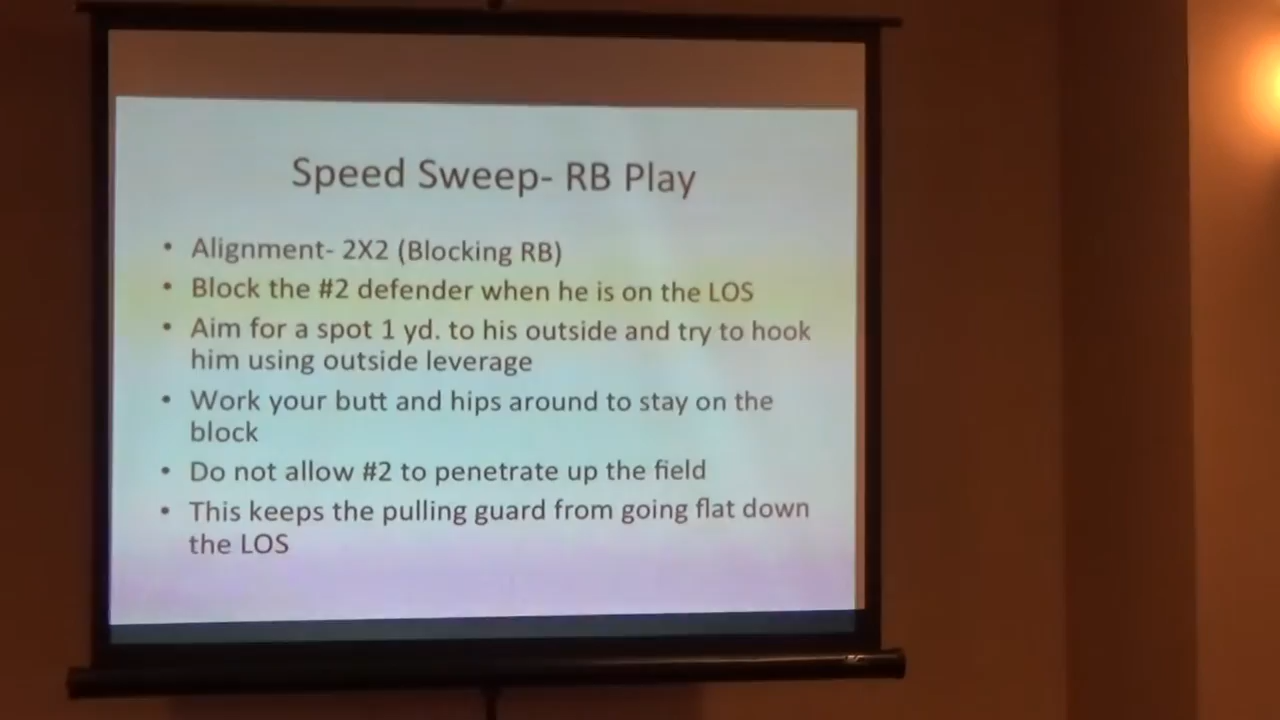 Speed Sweep- RB Play
• Alignment- 2X2 (Blocking RB)
• Block the #2 defender when he is on the LOS
• Aim for a spot 1 yd. to his outside and try to hook
him using outside leverage
• Work your butt and hips around to stay on the
block
• Do not allow #2 to penetrate up the field
• This keeps the pulling guard from going flat down
the LOS